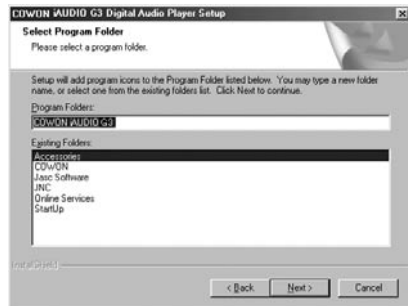 COWON iAUDIO G3 Digital Audio Player Setup
Select Program Folder
Please select a program folder.
Setup will add program icons to the Program Folder listed below. You may type a new folder
name, or select one from the existing folders list. Click Next to continue.
Program Folders:
COWON iAUDIO G3
Existing Folders:
Accessories
COWON
Jasc Software
JNC
Online Services
StartUp
InstallShield
< Back
Next >
Cancel